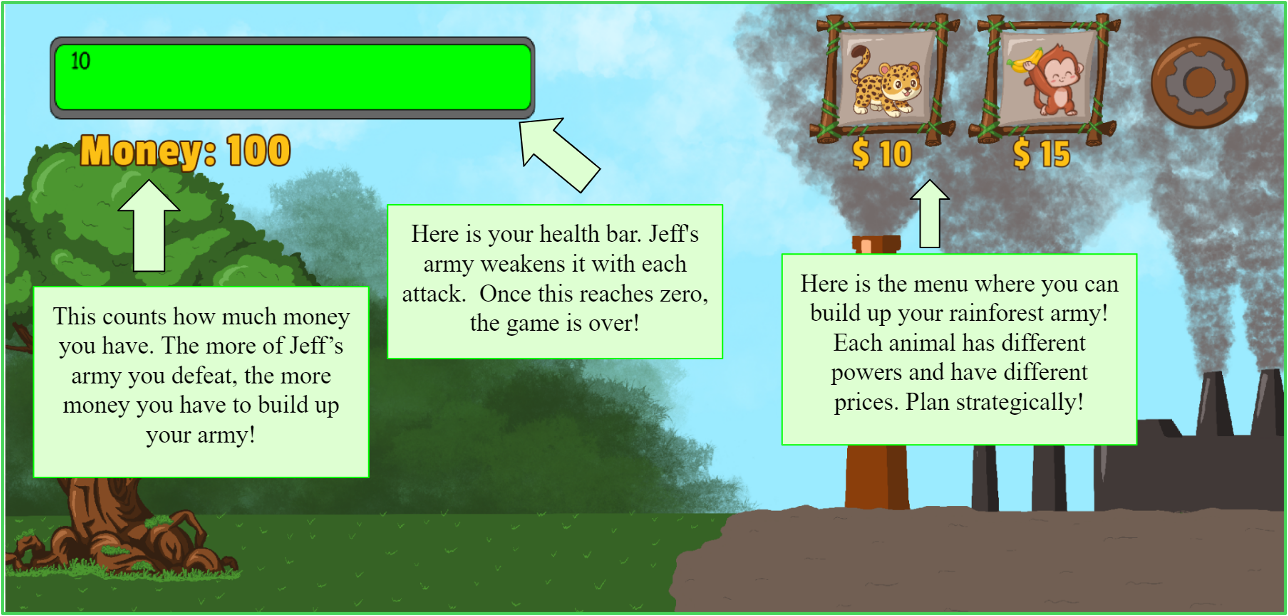 10
Money: 100
$ 10
$ 15
This counts how much money
you have. The more of Jeff’s
army you defeat, the more
money you have to build up
your army!
Here is your health bar. Jeff's
army weakens it with each
attack.  Once this reaches zero,
the game is over!
Here is the menu where you can
build up your rainforest army!
Each animal has different
powers and have different
prices. Plan strategically!